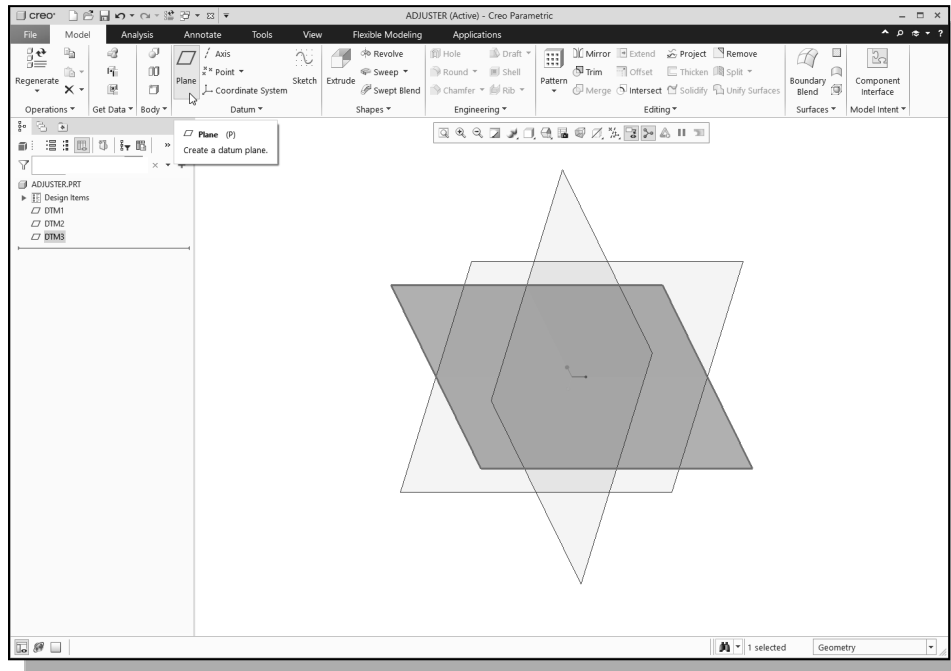 creo
ADJUSTER (Active) - Creo Parametric
File Model Analysis Annotate Tools View Flexible Modeling Applications
Regenerate
Operations
Get Data
Body
Plane
Axis
Point
Coordinate System
Sketch
Datum
Extrude
Revolve
Sweep
Swept Blend
Shapes
Hole Draft
Round Shell
Chamfer Rib
Engineering
Pattern
Mirror Extend Project Remove
Trim Offset Thicken Split
Merge Intersect Solidify Unify Surfaces
Editing
Boundary Blend
Surfaces
Component Interface
Model Intent
Plane (P)
Create a datum plane.
ADJUSTER.PRT
Design Items
DTM1
DTM2
DTM3
1 selected
Geometry